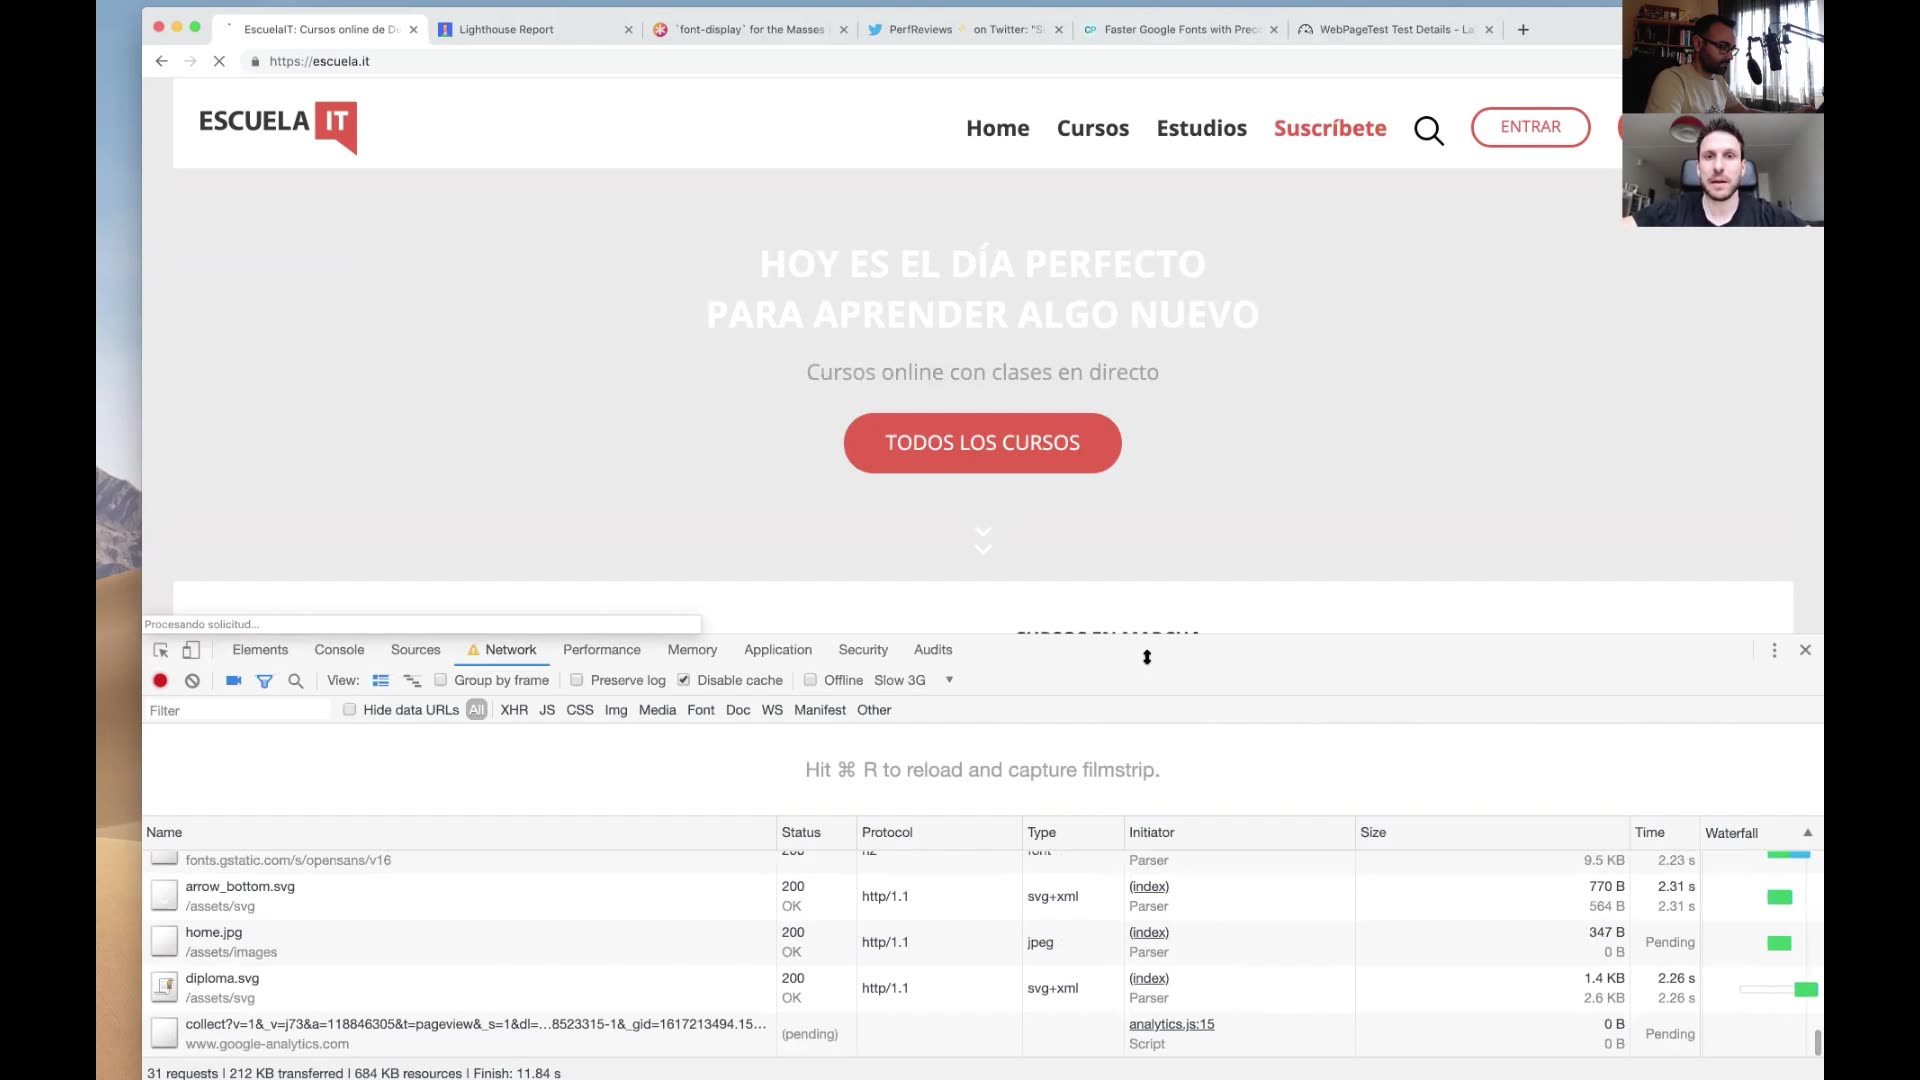 EscuelaIT: Cursos online de De
Lighthouse Report
`font-display` for the Masses
PerfReviews ✨ on Twitter: "S
Faster Google Fonts with Prec
WebPageTest Test Details - La
https://escuela.it
ESCUELA IT
Home
Cursos
Estudios
Suscríbete
ENTRAR
HOY ES EL DÍA PERFECTO
PARA APRENDER ALGO NUEVO
Cursos online con clases en directo
TODOS LOS CURSOS
CURSOS EN MARCHA
Procesando solicitud...
Elements Console Sources Network Performance Memory Application Security Audits
View: Group by frame Preserve log Disable cache Offline Slow 3G
Filter Hide data URLs All XHR JS CSS Img Media Font Doc WS Manifest Other
Hit ⌘ R to reload and capture filmstrip.
Name Status Protocol Type Initiator Size Time Waterfall
200 h2 font
fonts.gstatic.com/s/opensans/v16 Parser 9.5 KB 2.23 s
arrow_bottom.svg 200 http/1.1 svg+xml (index) 770 B 2.31 s
/assets/svg OK Parser 564 B 2.31 s
home.jpg 200 http/1.1 jpeg (index) 347 B Pending
/assets/images OK Parser 0 B
diploma.svg 200 http/1.1 svg+xml (index) 1.4 KB 2.26 s
/assets/svg OK Parser 2.6 KB 2.26 s
collect?v=1&_v=j73&a=118846305&t=pageview&_s=1&dl=...8523315-1&_gid=1617213494.15... (pending) analytics.js:15 0 B Pending
www.google-analytics.com Script 0 B
31 requests | 212 KB transferred | 684 KB resources | Finish: 11.84 s